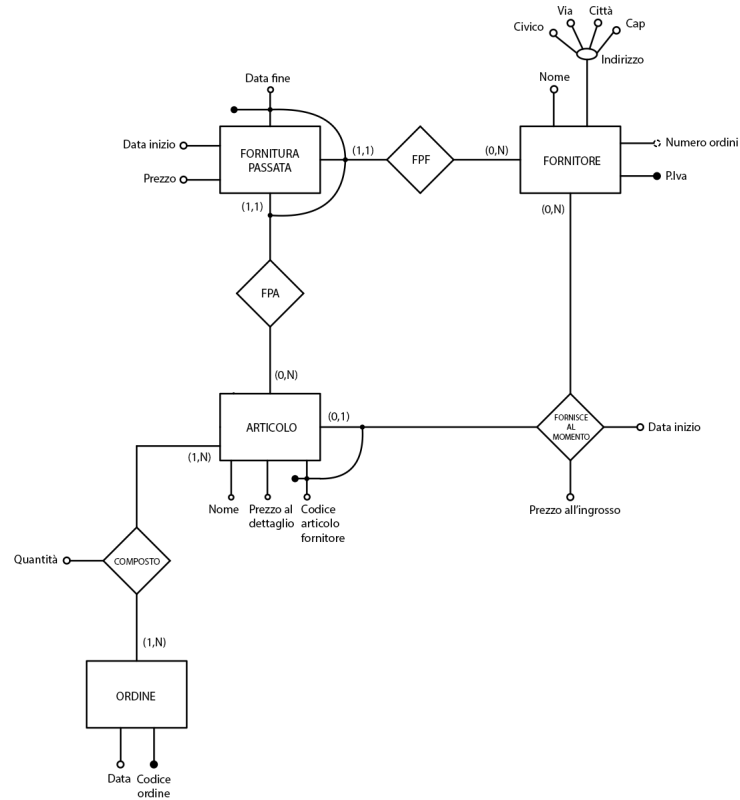 Via
Città
Civico
Cap
Indirizzo
Data fine
Nome
Data inizio
FORNITURA
PASSATA
(1,1)
FPF
(0,N)
FORNITORE
Numero ordini
Prezzo
P.Iva
(1,1)
(0,N)
FPA
(0,N)
ARTICOLO
(0,1)
FORNISCE
AL
MOMENTO
Data inizio
(1,N)
Nome
Prezzo al
dettaglio
Codice
articolo
fornitore
Prezzo all'ingrosso
Quantità
COMPOSTO
(1,N)
ORDINE
Data
Codice
ordine